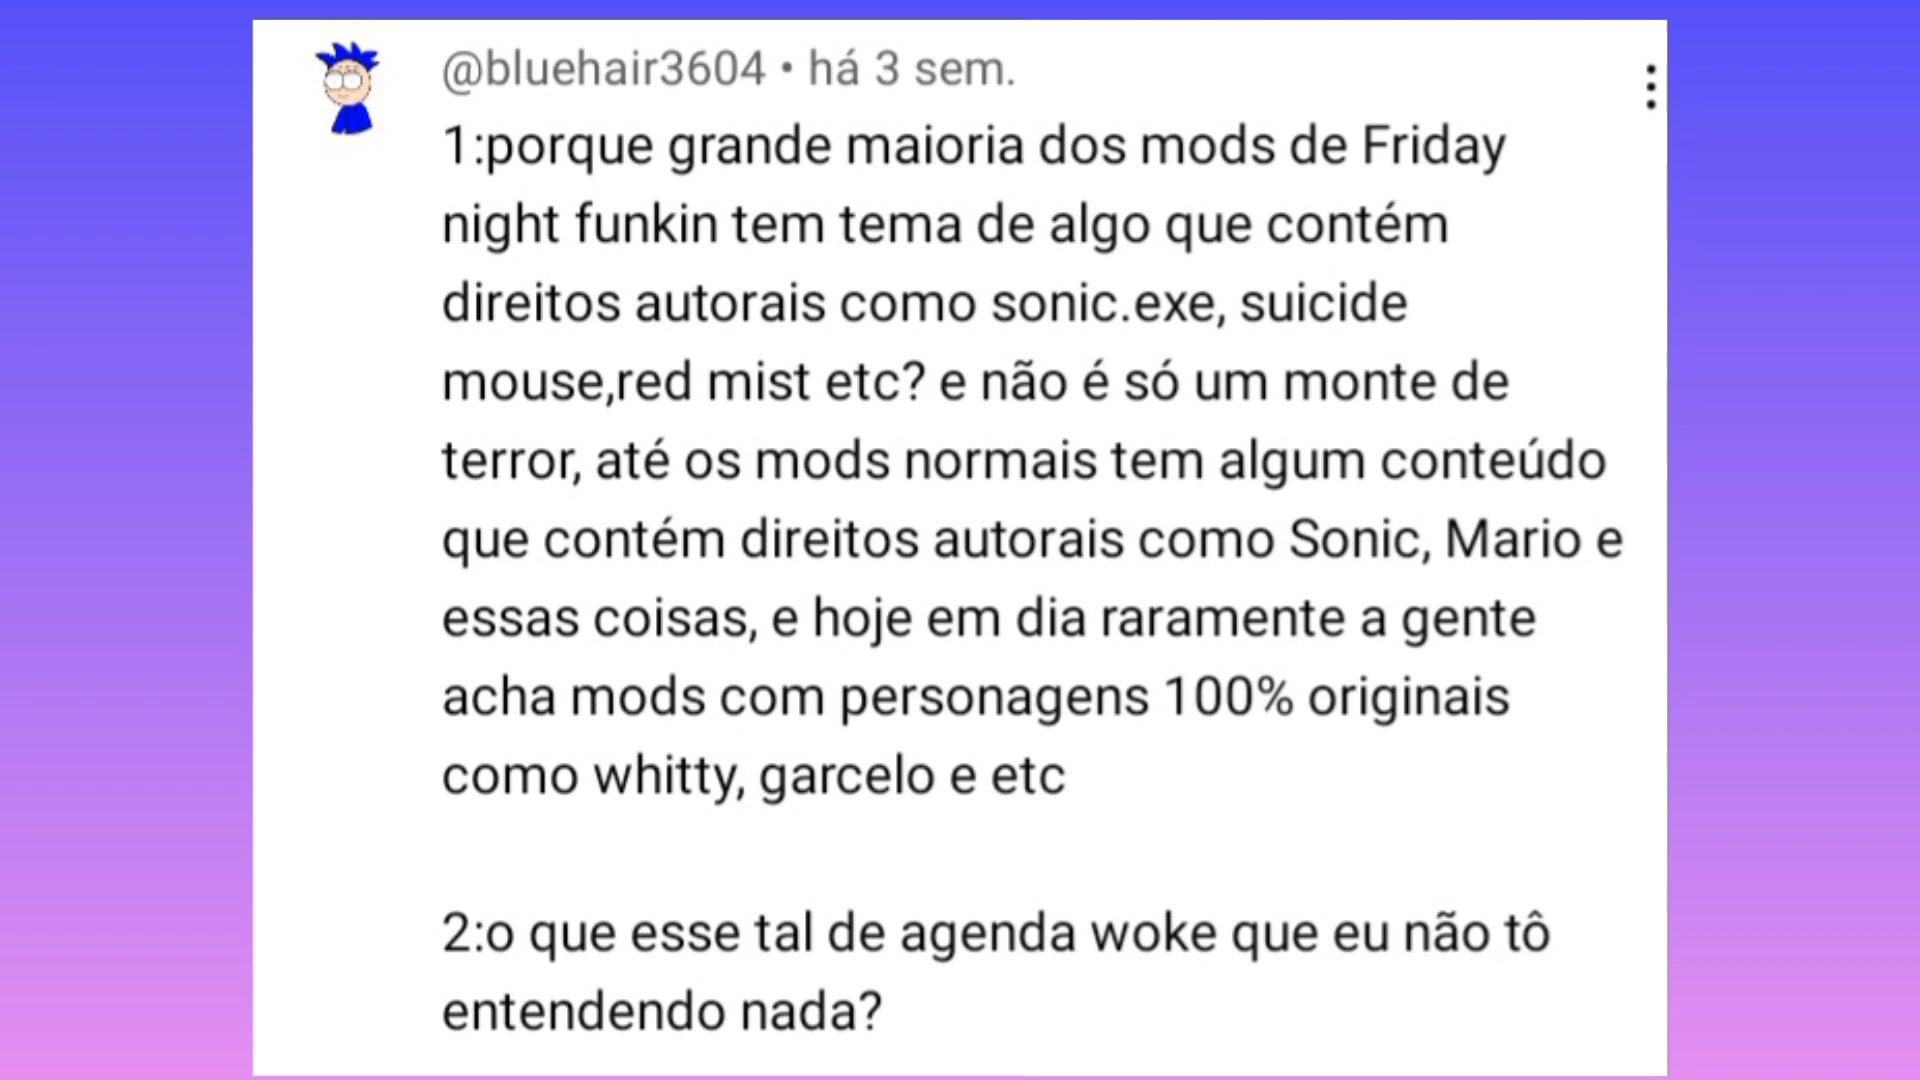 @bluehair3604 • há 3 sem.
1:porque grande maioria dos mods de Friday
night funkin tem tema de algo que contém
direitos autorais como sonic.exe, suicide
mouse,red mist etc? e não é só um monte de
terror, até os mods normais tem algum conteúdo
que contém direitos autorais como Sonic, Mario e
essas coisas, e hoje em dia raramente a gente
acha mods com personagens 100% originais
como whitty, garcelo e etc
2:o que esse tal de agenda woke que eu não tô
entendendo nada?